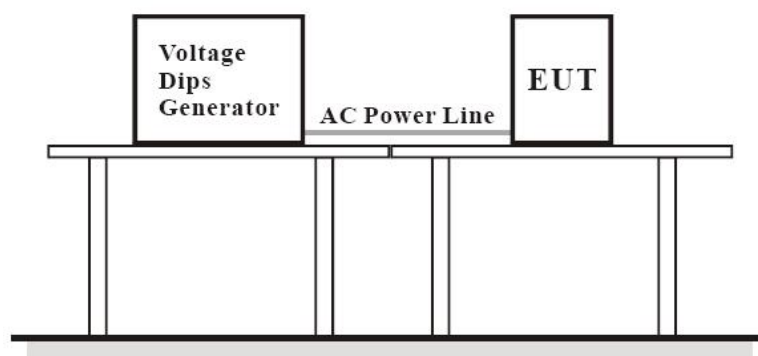 Voltage
Dips
Generator
AC Power Line
EUT